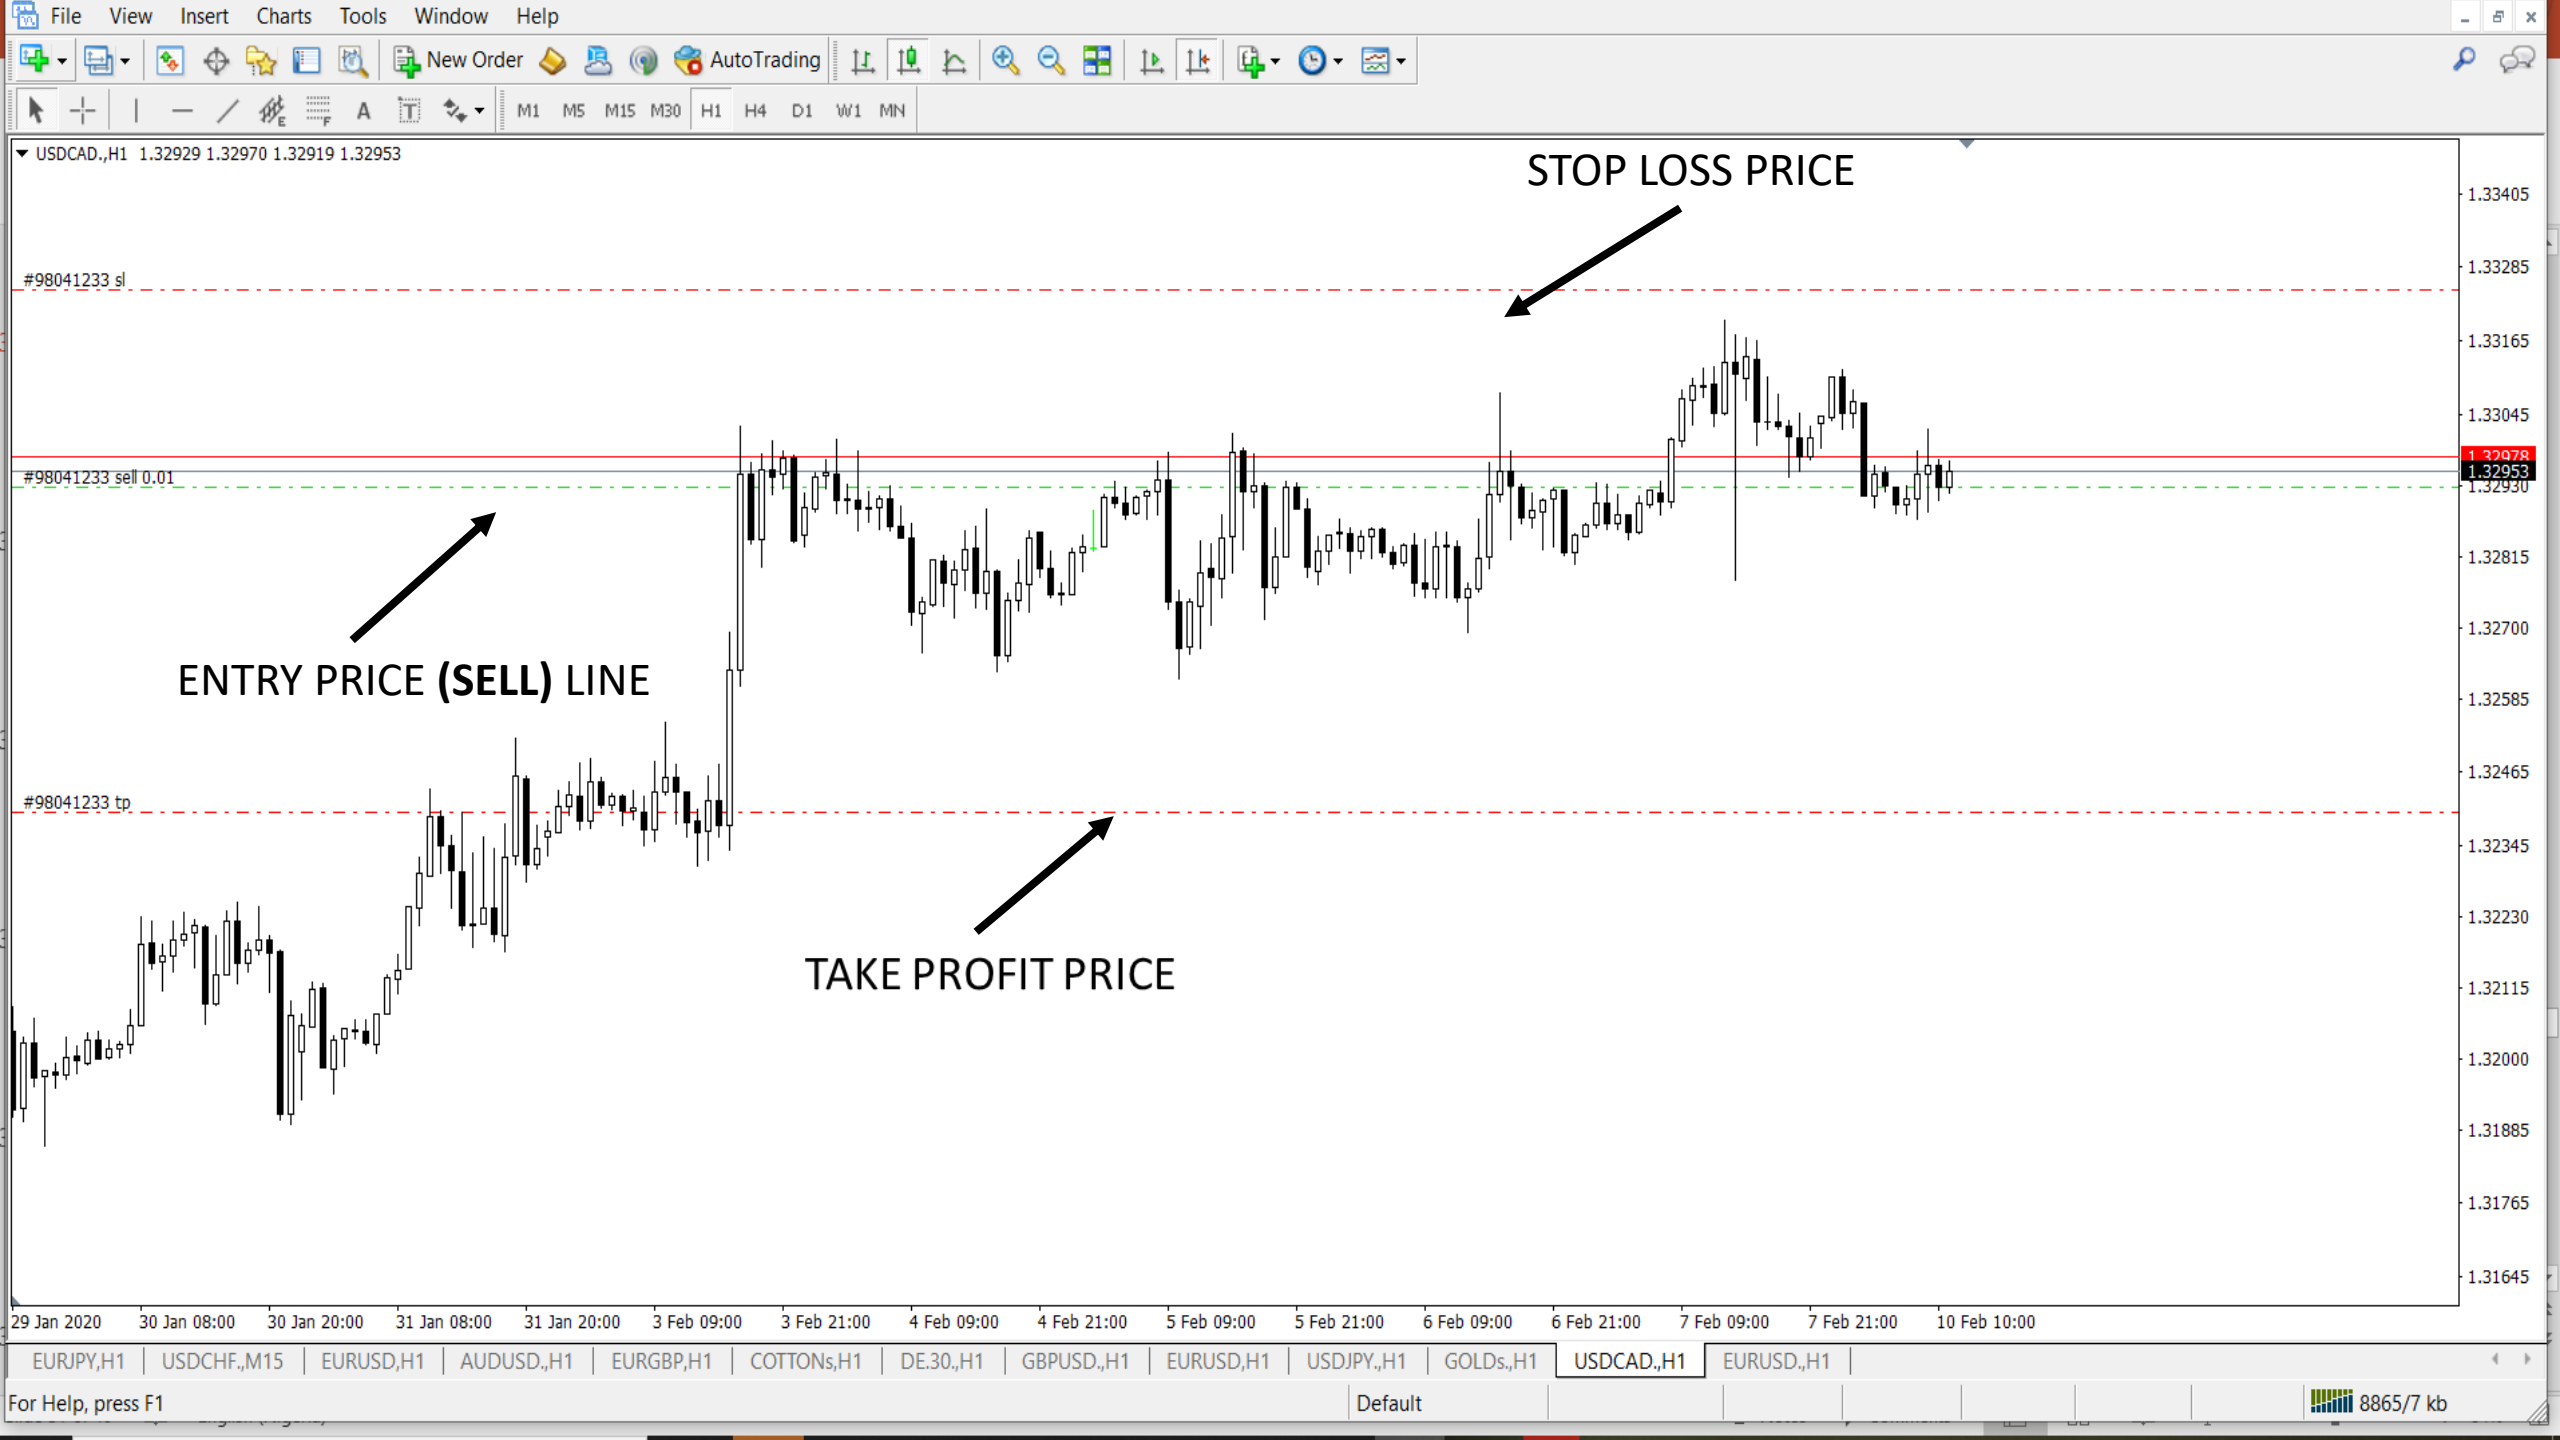 File View Insert Charts Tools Window Help
New Order AutoTrading
A T M1 M5 M15 M30 H1 H4 D1 W1 MN
USDCAD.,H1 1.32929 1.32970 1.32919 1.32953
STOP LOSS PRICE
1.33405
1.33285
#98041233 sl
1.33165
1.33045
1.32978
1.32953
#98041233 sell 0.01
1.32930
1.32815
1.32700
ENTRY PRICE (SELL) LINE
1.32585
1.32465
#98041233 tp
1.32345
1.32230
TAKE PROFIT PRICE
1.32115
1.32000
1.31885
1.31765
1.31645
29 Jan 2020 30 Jan 08:00 30 Jan 20:00 31 Jan 08:00 31 Jan 20:00 3 Feb 09:00 3 Feb 21:00 4 Feb 09:00 4 Feb 21:00 5 Feb 09:00 5 Feb 21:00 6 Feb 09:00 6 Feb 21:00 7 Feb 09:00 7 Feb 21:00 10 Feb 10:00
EURJPY,H1 USDCHF.,M15 EURUSD,H1 AUDUSD.,H1 EURGBP,H1 COTTONs,H1 DE.30.,H1 GBPUSD.,H1 EURUSD,H1 USDJPY.,H1 GOLDs.,H1 USDCAD.,H1 EURUSD.,H1
For Help, press F1 Default 8865/7 kb